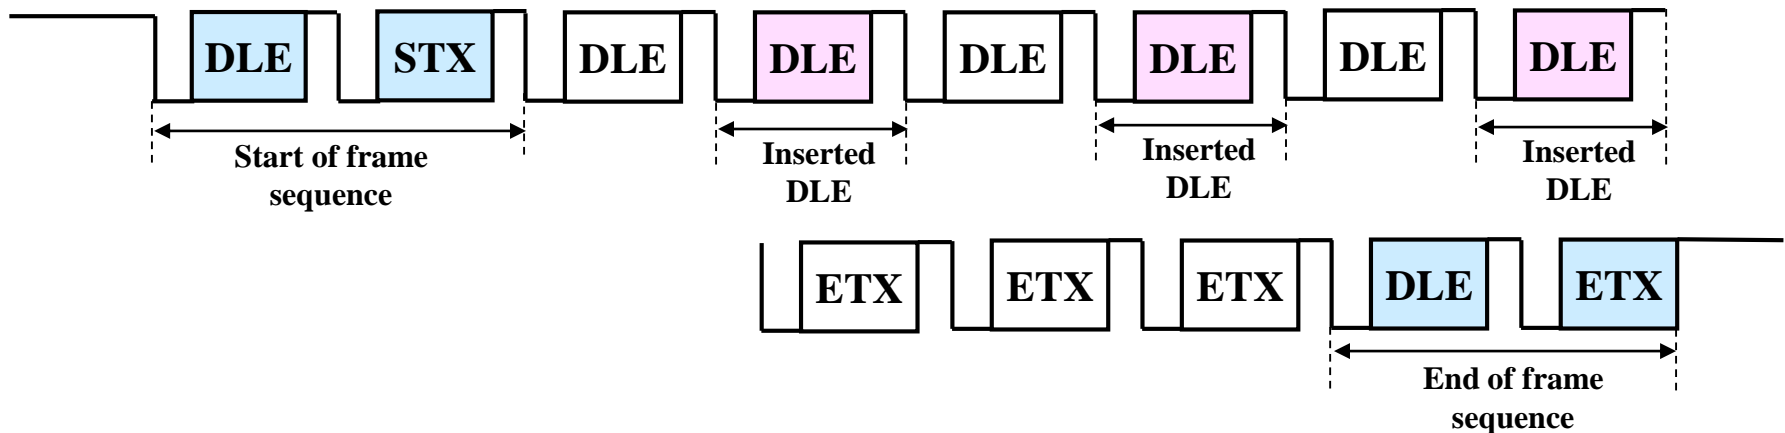 DLE STX DLE DLE DLE DLE DLE DLE
Start of frame
sequence
Inserted
DLE
Inserted
DLE
Inserted
DLE
ETX ETX ETX DLE ETX
End of frame
sequence